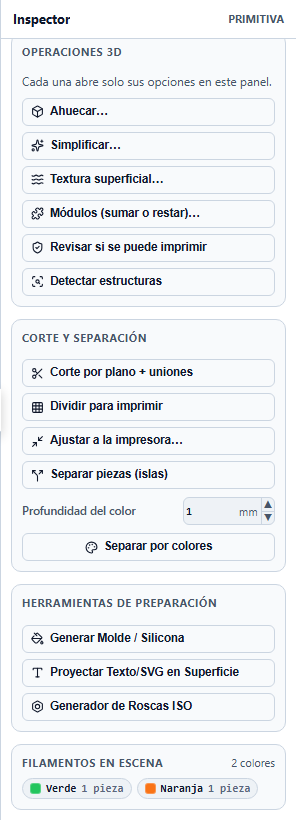 Inspector PRIMITIVA
OPERACIONES 3D
Cada una abre solo sus opciones en este panel.
Ahuecar...
Simplificar...
Textura superficial...
Módulos (sumar o restar)...
Revisar si se puede imprimir
Detectar estructuras
CORTE Y SEPARACIÓN
Corte por plano + uniones
Dividir para imprimir
Ajustar a la impresora...
Separar piezas (islas)
Profundidad del color 1 mm
Separar por colores
HERRAMIENTAS DE PREPARACIÓN
Generar Molde / Silicona
Proyectar Texto/SVG en Superficie
Generador de Roscas ISO
FILAMENTOS EN ESCENA 2 colores
Verde 1 pieza Naranja 1 pieza